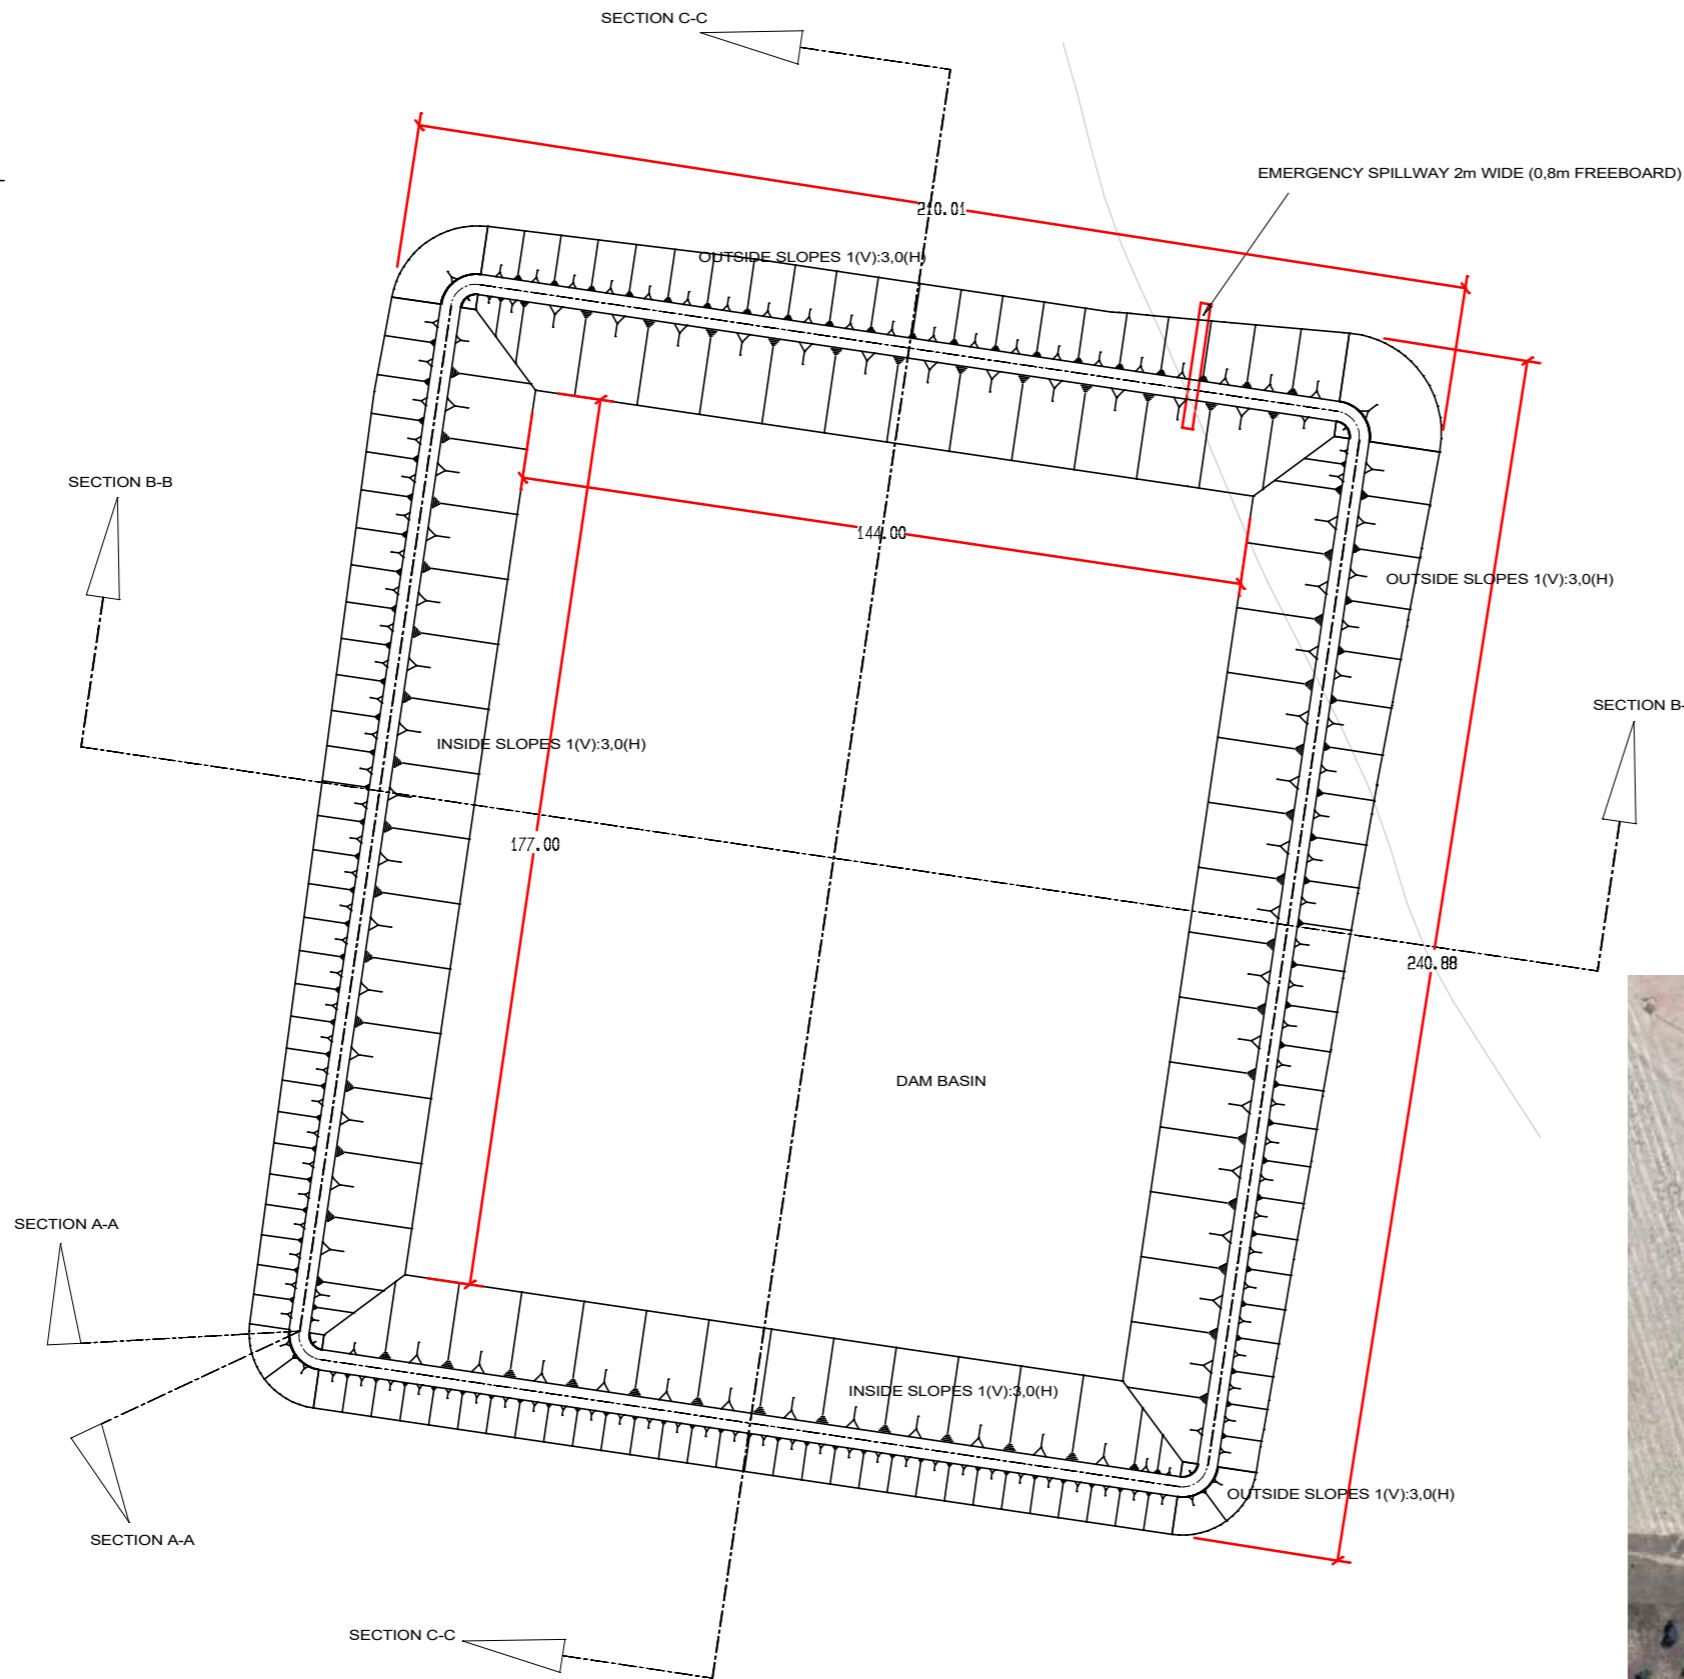 SECTION C-C
EMERGENCY SPILLWAY 2m WIDE (0,8m FREEBOARD)
210.01
OUTSIDE SLOPES 1(V):3,0(H)
SECTION B-B
144.00
OUTSIDE SLOPES 1(V):3,0(H)
SECTION B-
INSIDE SLOPES 1(V):3,0(H)
177.00
240.88
DAM BASIN
SECTION A-A
INSIDE SLOPES 1(V):3,0(H)
OUTSIDE SLOPES 1(V):3,0(H)
SECTION A-A
SECTION C-C